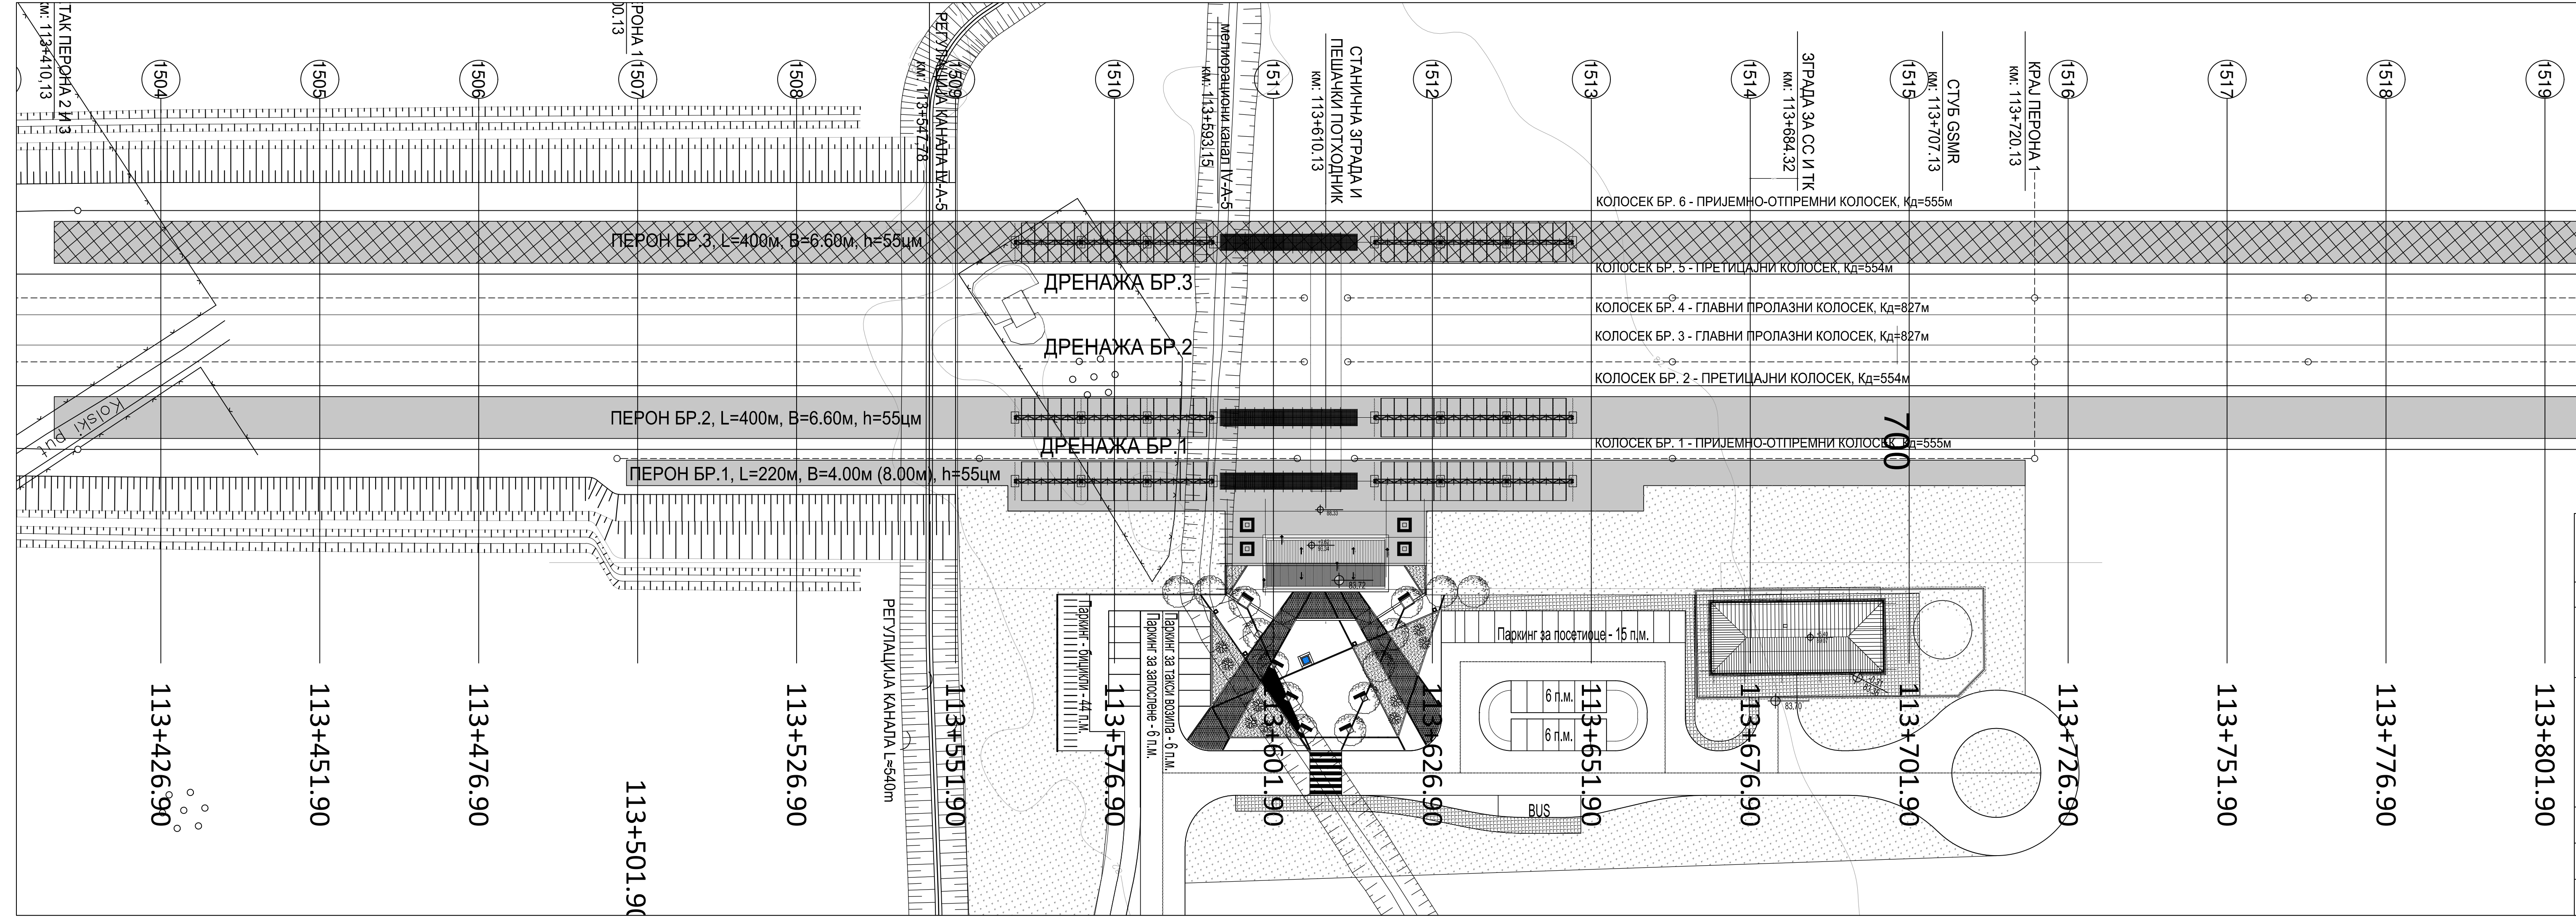 ТАК ПЕРОНА 2 И 3
км: 113+410,13
РОНА 1
00.13
РЕГУЛАЦИЈА КАНАЛА IV-A-5
км: 113+547,78
мелиорациони канал IV-A-5
км: 113+593,15
СТАНИЧНА ЗГРАДА И
ПЕШАЧКИ ПОТХОДНИК
км: 113+610.13
ЗГРАДА ЗА СС И ТК
км: 113+684.32
СТУБ GSMR
км: 113+707.13
КРАЈ ПЕРОНА 1
км: 113+720.13
1504
1505
1506
1507
1508
1509
1510
1511
1512
1513
1514
1515
1516
1517
1518
1519
КОЛОСЕК БР. 6 - ПРИЈЕМНО-ОТПРЕМНИ КОЛОСЕК, Кд=555м
ПЕРОН БР.3, L=400м, B=6.60м, h=55цм
КОЛОСЕК БР. 5 - ПРЕТИЦАЈНИ КОЛОСЕК, Кд=554м
ДРЕНАЖА БР.3
КОЛОСЕК БР. 4 - ГЛАВНИ ПРОЛАЗНИ КОЛОСЕК, Кд=827м
КОЛОСЕК БР. 3 - ГЛАВНИ ПРОЛАЗНИ КОЛОСЕК, Кд=827м
ДРЕНАЖА БР.2
КОЛОСЕК БР. 2 - ПРЕТИЦАЈНИ КОЛОСЕК, Кд=554м
Kolski put
ПЕРОН БР.2, L=400м, B=6.60м, h=55цм
700
ДРЕНАЖА БР.1
КОЛОСЕК БР. 1 - ПРИЈЕМНО-ОТПРЕМНИ КОЛОСЕК, Кд=555м
ПЕРОН БР.1, L=220м, B=4.00м (8.00м), h=55цм
83,72
РЕГУЛАЦИЈА КАНАЛА L≈540m
Паркинг - бицикли - 44 п.м.
Паркинг за такси возила - 6 п.м.
Паркинг за запослене - 6 п.м.
Паркинг за посетиоце - 15 п.м.
6 п.м.
6 п.м.
83,70
BUS
113+426.90
113+451.90
113+476.90
113+501.90
113+526.90
113+551.90
113+576.90
113+601.90
113+626.90
113+651.90
113+676.90
113+701.90
113+726.90
113+751.90
113+776.90
113+801.90